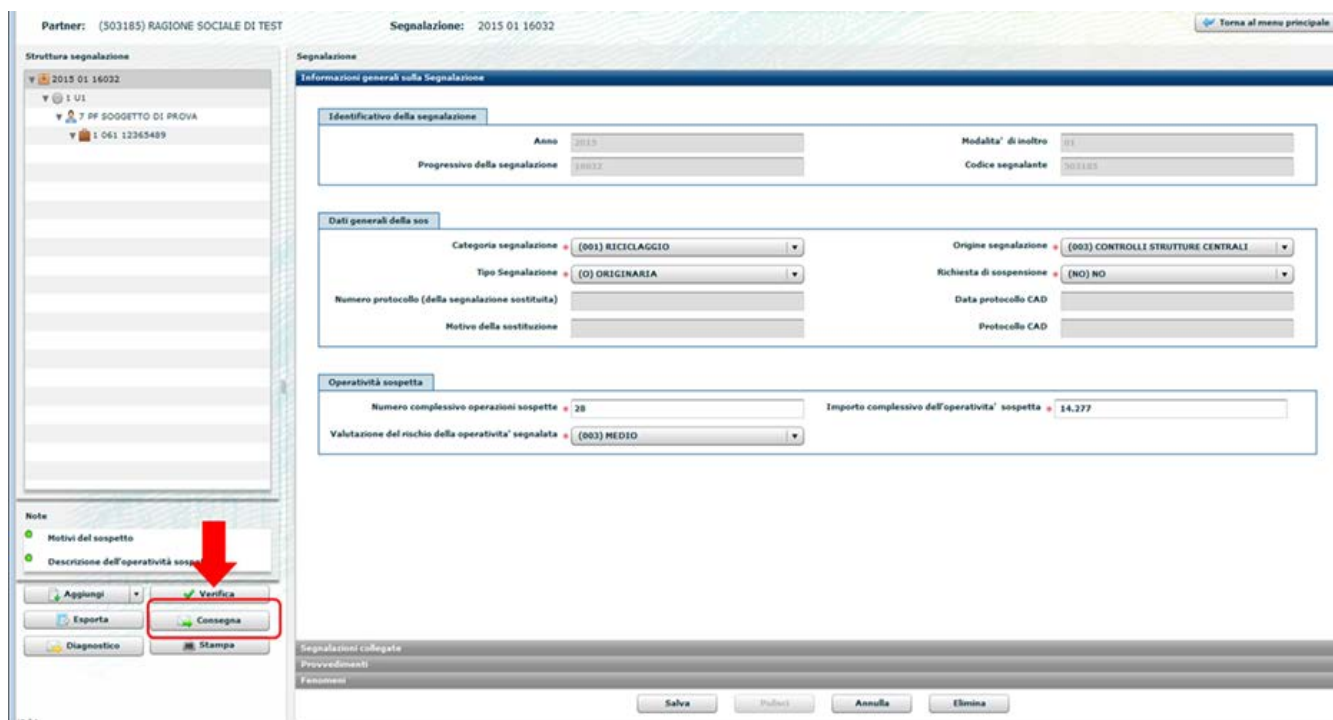 Partner: (503185) RAGIONE SOCIALE DI TEST Segnalazione: 2015 01 16032 Torna al menu principale
Struttura segnalazione
2015 01 16032
1 U1
7 PF SOGGETTO DI PROVA
1 061 12365489
Note
Motivi del sospetto
Descrizione dell'operatività
Aggiungi Verifica
Esporta Consegna
Diagnostico Stampa
Segnalazione
Informazioni generali sulla Segnalazione
Identificativo della segnalazione
Anno 2015 Modalita' di inoltro 01
Progressivo della segnalazione 16032 Codice segnalante 503185
Dati generali della sos
Categoria segnalazione * (001) RICICLAGGIO Origine segnalazione * (003) CONTROLLI STRUTTURE CENTRALI
Tipo Segnalazione * (O) ORIGINARIA Richiesta di sospensione * (NO) NO
Numero protocollo (della segnalazione sostituita) Data protocollo CAD
Motivo della sostituzione Protocollo CAD
Operatività sospetta
Numero complessivo operazioni sospette * 28 Importo complessivo dell'operativita' sospetta * 14.277
Valutazione del rischio della operativita' segnalata * (003) MEDIO
Segnalazioni collegate
Provvedimenti
Fenomeni
Salva Pulisci Annulla Elimina